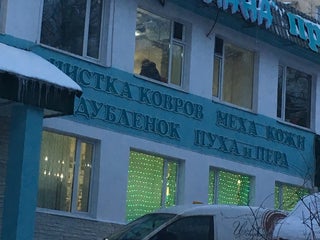 ЧИСТКА КОВРОВ МЕХА КОЖИ
ДУБЛЕНОК ПУХА И ПЕРА